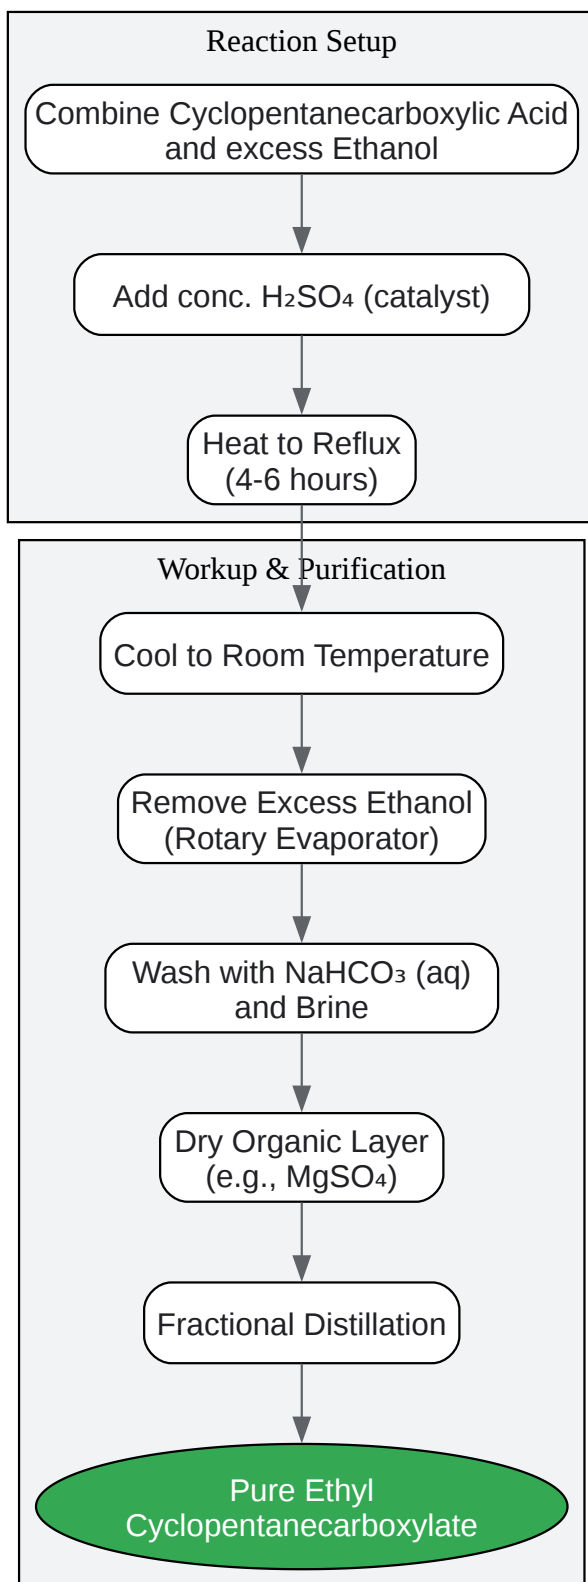 Reaction Setup
Combine Cyclopentanecarboxylic Acid
and excess Ethanol
Add conc. H₂SO₄ (catalyst)
Heat to Reflux
(4-6 hours)
Workup & Purification
Cool to Room Temperature
Remove Excess Ethanol
(Rotary Evaporator)
Wash with NaHCO₃ (aq)
and Brine
Dry Organic Layer
(e.g., MgSO₄)
Fractional Distillation
Pure Ethyl
Cyclopentanecarboxylate